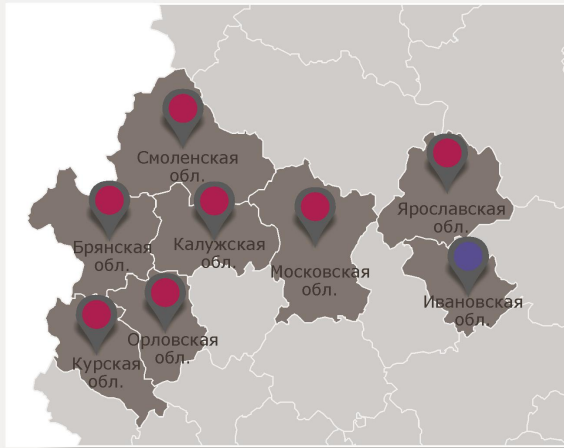 Смоленская
обл.
Ярославская
обл.
Брянская
обл.
Калужская
обл.
Московская
обл.
Ивановская
обл.
Орловская
обл.
Курская
обл.